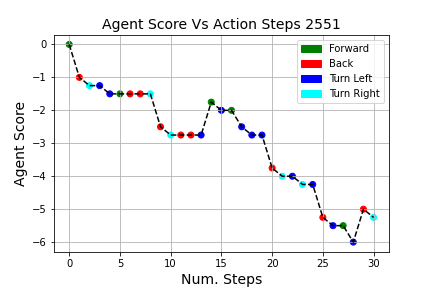 Agent Score Vs Action Steps 2551
Forward
Back
Turn Left
Turn Right
Agent Score
0
−1
−2
−3
−4
−5
−6
0 5 10 15 20 25 30
Num. Steps